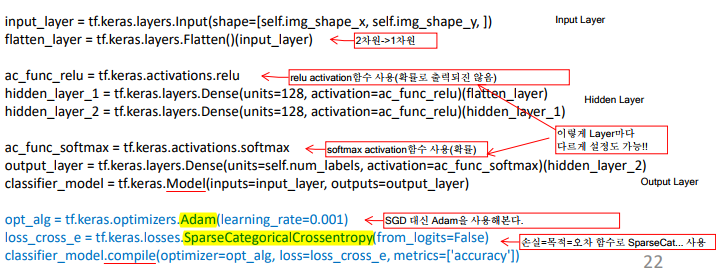 input_layer = tf.keras.layers.Input(shape=[self.img_shape_x, self.img_shape_y, ])
Input Layer
flatten_layer = tf.keras.layers.Flatten()(input_layer)
2차원->1차원
ac_func_relu = tf.keras.activations.relu
relu activation함수 사용(확률로 출력되진 않음)
hidden_layer_1 = tf.keras.layers.Dense(units=128, activation=ac_func_relu)(flatten_layer)
Hidden Layer
hidden_layer_2 = tf.keras.layers.Dense(units=128, activation=ac_func_relu)(hidden_layer_1)
이렇게 Layer마다
다르게 설정도 가능!!
ac_func_softmax = tf.keras.activations.softmax
softmax activation함수 사용(확률)
output_layer = tf.keras.layers.Dense(units=self.num_labels, activation=ac_func_softmax)(hidden_layer_2)
classifier_model = tf.keras.Model(inputs=input_layer, outputs=output_layer)
Output Layer
opt_alg = tf.keras.optimizers.Adam(learning_rate=0.001)
SGD 대신 Adam을 사용해본다.
loss_cross_e = tf.keras.losses.SparseCategoricalCrossentropy(from_logits=False)
손실=목적=오차 함수로 SparseCat... 사용
classifier_model.compile(optimizer=opt_alg, loss=loss_cross_e, metrics=['accuracy'])
22